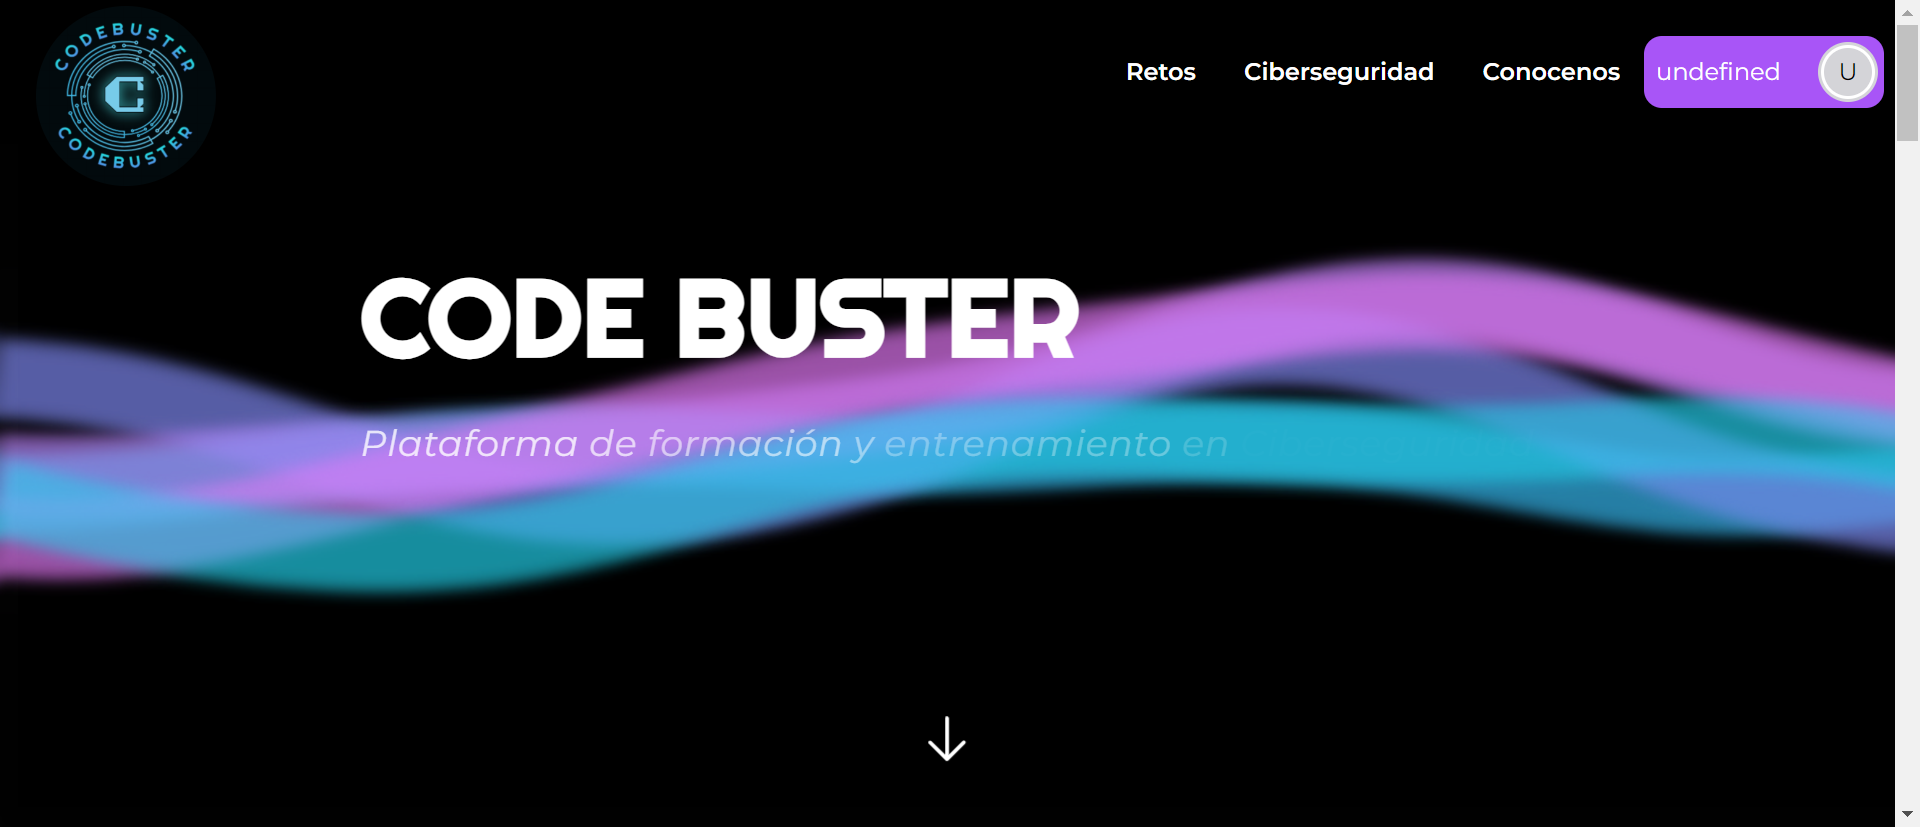 CODEBUSTER
C
CODEBUSTER
Retos
Ciberseguridad
Conocenos
undefined
U
CODE BUSTER
Plataforma de formación y entrenamiento en